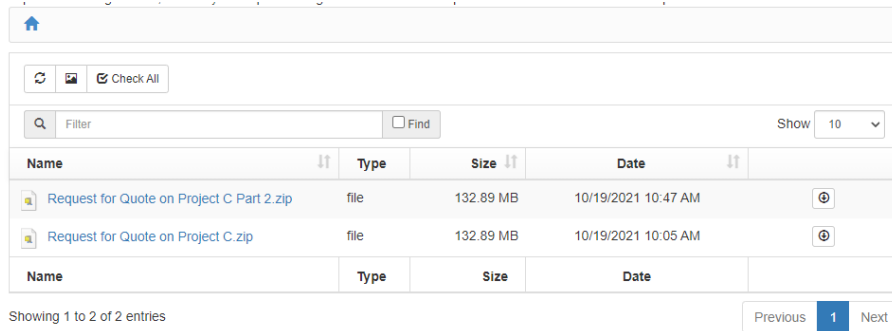 Check All
Filter Find Show 10
Name Type Size Date
Request for Quote on Project C Part 2.zip file 132.89 MB 10/19/2021 10:47 AM
Request for Quote on Project C.zip file 132.89 MB 10/19/2021 10:05 AM
Name Type Size Date
Showing 1 to 2 of 2 entries Previous 1 Next